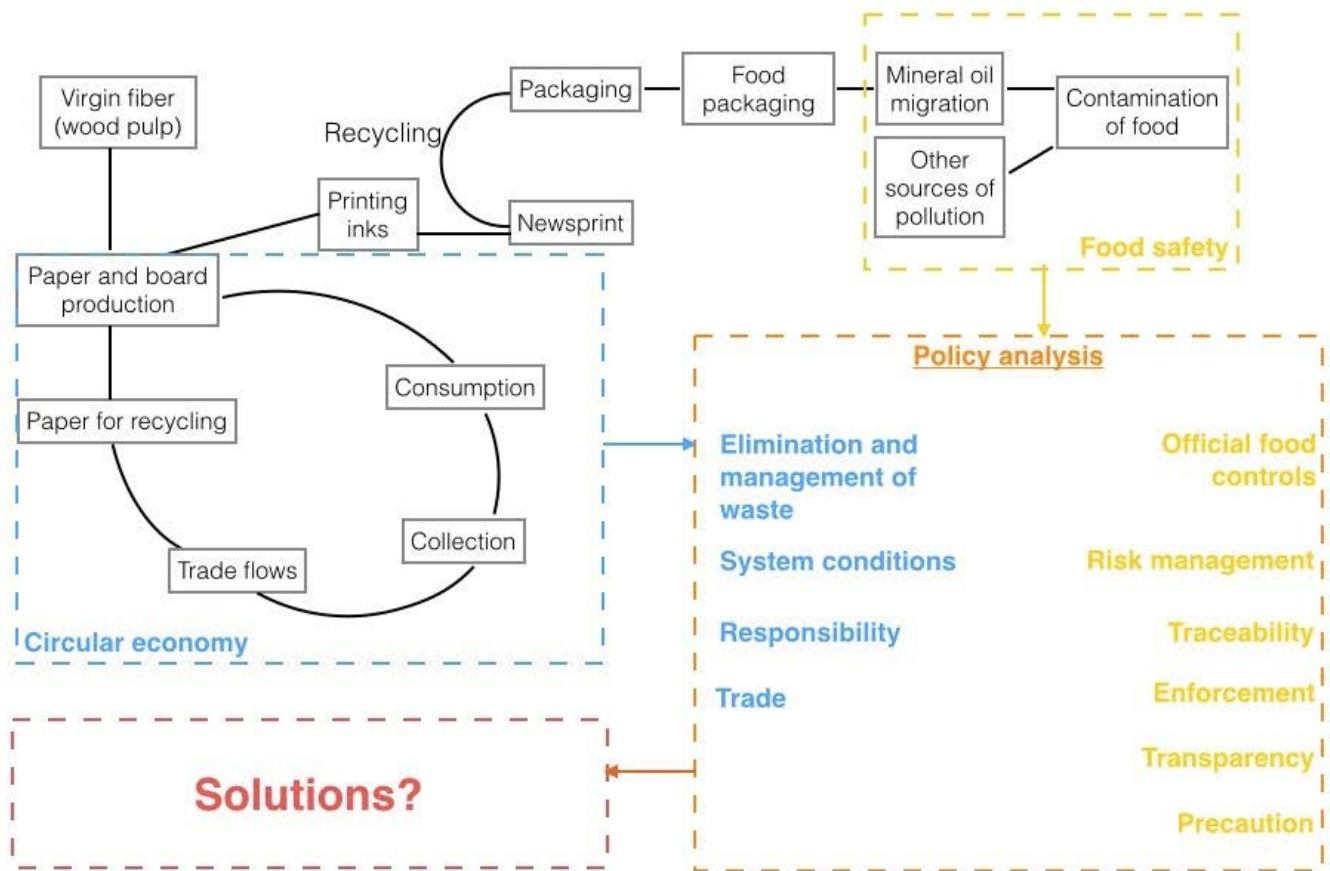 Virgin fiber
(wood pulp)
Recycling
Packaging
Food
packaging
Mineral oil
migration
Contamination
of food
Other
sources of
pollution
Food safety
Printing
inks
Newsprint
Paper and board
production
Consumption
Paper for recycling
Collection
Trade flows
Circular economy
Policy analysis
Elimination and
management of
waste
System conditions
Responsibility
Trade
Official food
controls
Risk management
Traceability
Enforcement
Transparency
Precaution
Solutions?